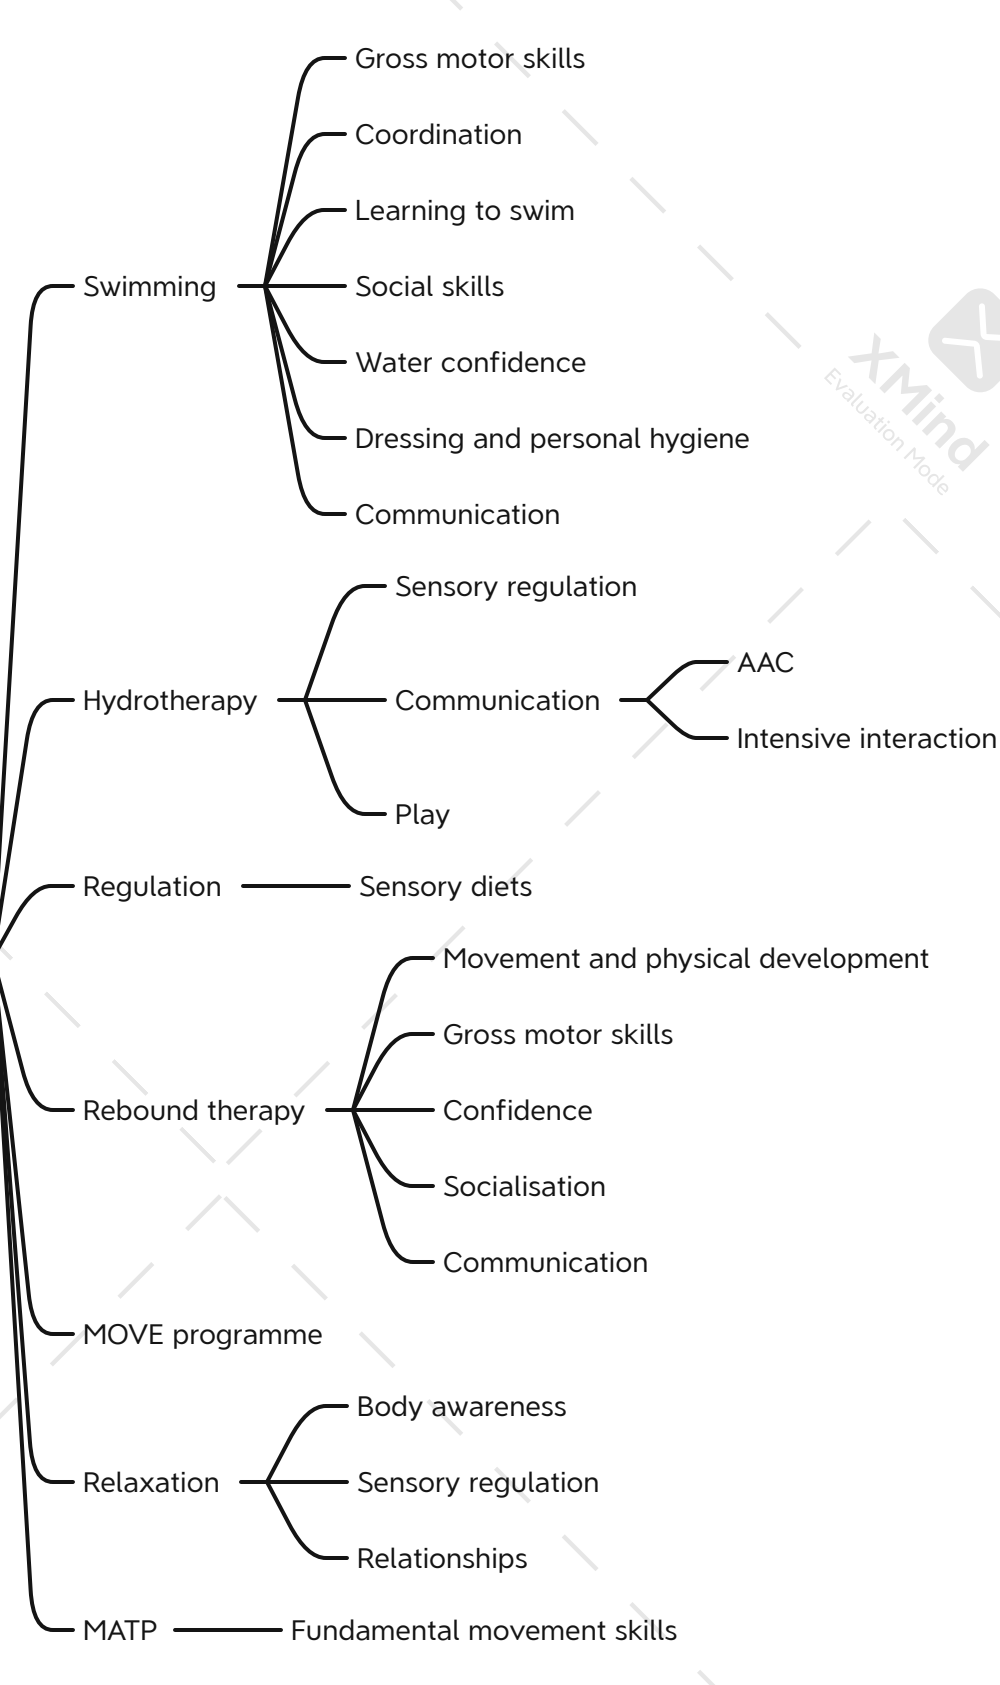 Gross motor skills
Coordination
Learning to swim
Swimming
Social skills
Water confidence
Dressing and personal hygiene
Communication
XMind
Evaluation Mode
Sensory regulation
AAC
Hydrotherapy
Communication
Intensive interaction
Play
Regulation
Sensory diets
Movement and physical development
Gross motor skills
Rebound therapy
Confidence
Socialisation
Communication
MOVE programme
Body awareness
Relaxation
Sensory regulation
Relationships
MATP
Fundamental movement skills